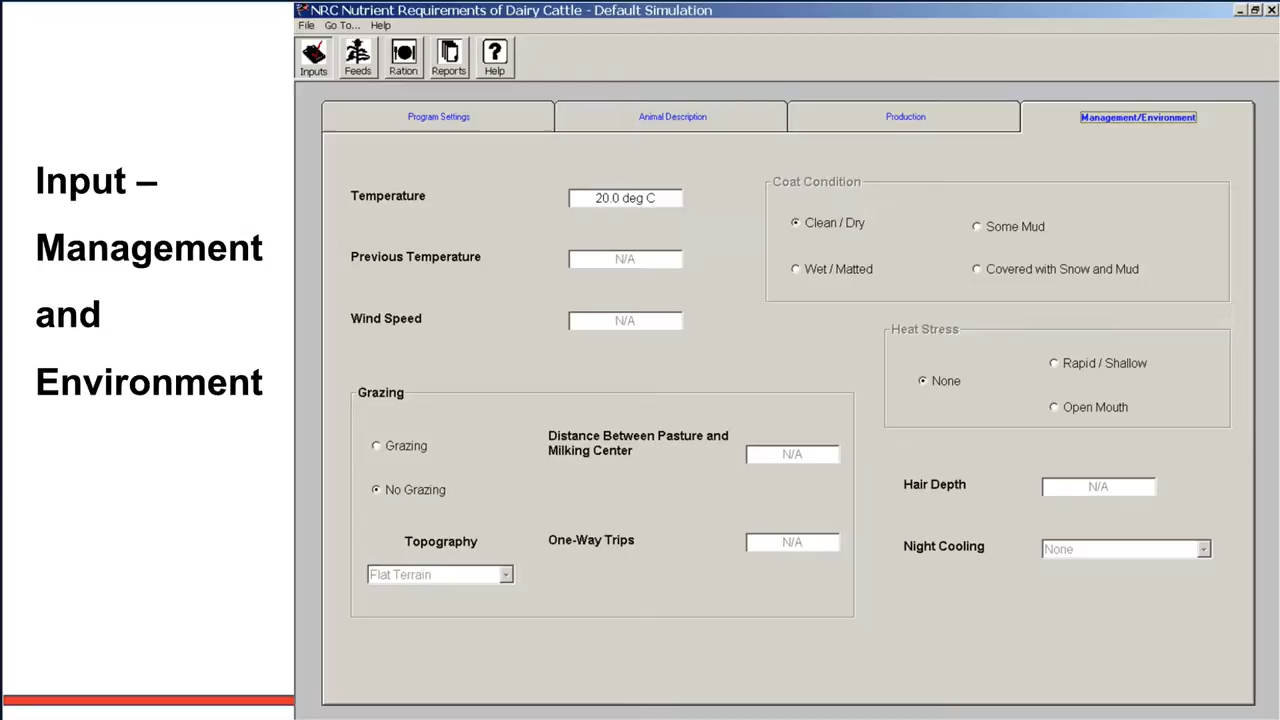 Input –
Management
and
Environment
NRC Nutrient Requirements of Dairy Cattle - Default Simulation
File Go To... Help
Inputs Feeds Ration Reports ? Help
Program Settings Animal Description Production Management/Environment
Temperature 20.0 deg C
Previous Temperature N/A
Wind Speed N/A
Coat Condition
Clean / Dry Some Mud
Wet / Matted Covered with Snow and Mud
Heat Stress
None
Rapid / Shallow
Open Mouth
Grazing
Grazing
No Grazing
Distance Between Pasture and
Milking Center N/A
Topography
Flat Terrain
One-Way Trips N/A
Hair Depth N/A
Night Cooling None